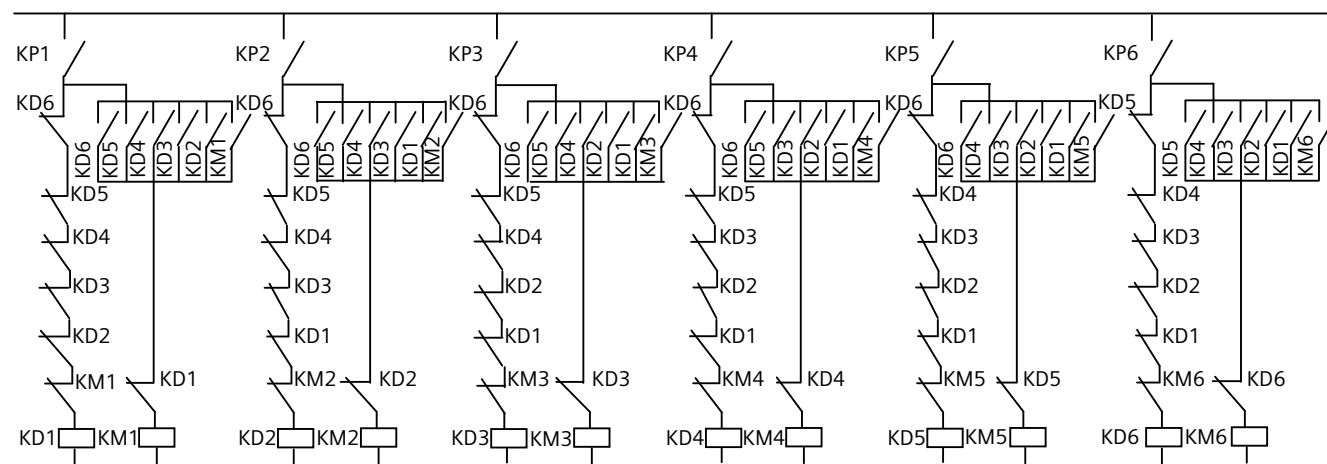 KP1 KP2 KP3 KP4 KP5 KP6
KD6 KD6 KD6 KD6 KD6 KD5
KD6 KD5 KD4 KD3 KD2 KM1
KD6 KD5 KD4 KD3 KD1 KM2
KD6 KD5 KD4 KD2 KD1 KM3
KD6 KD5 KD3 KD2 KD1 KM4
KD6 KD4 KD3 KD2 KD1 KM5
KD5 KD4 KD3 KD2 KD1 KM6
KD5 KD5 KD5 KD5 KD4 KD4
KD4 KD4 KD4 KD3 KD3 KD3
KD3 KD3 KD2 KD2 KD2 KD2
KD2 KD1 KD1 KD1 KD1 KD1
KM1 KD1 KM2 KD2 KM3 KD3 KM4 KD4 KM5 KD5 KM6 KD6
KD1 KM1 KD2 KM2 KD3 KM3 KD4 KM4 KD5 KM5 KD6 KM6